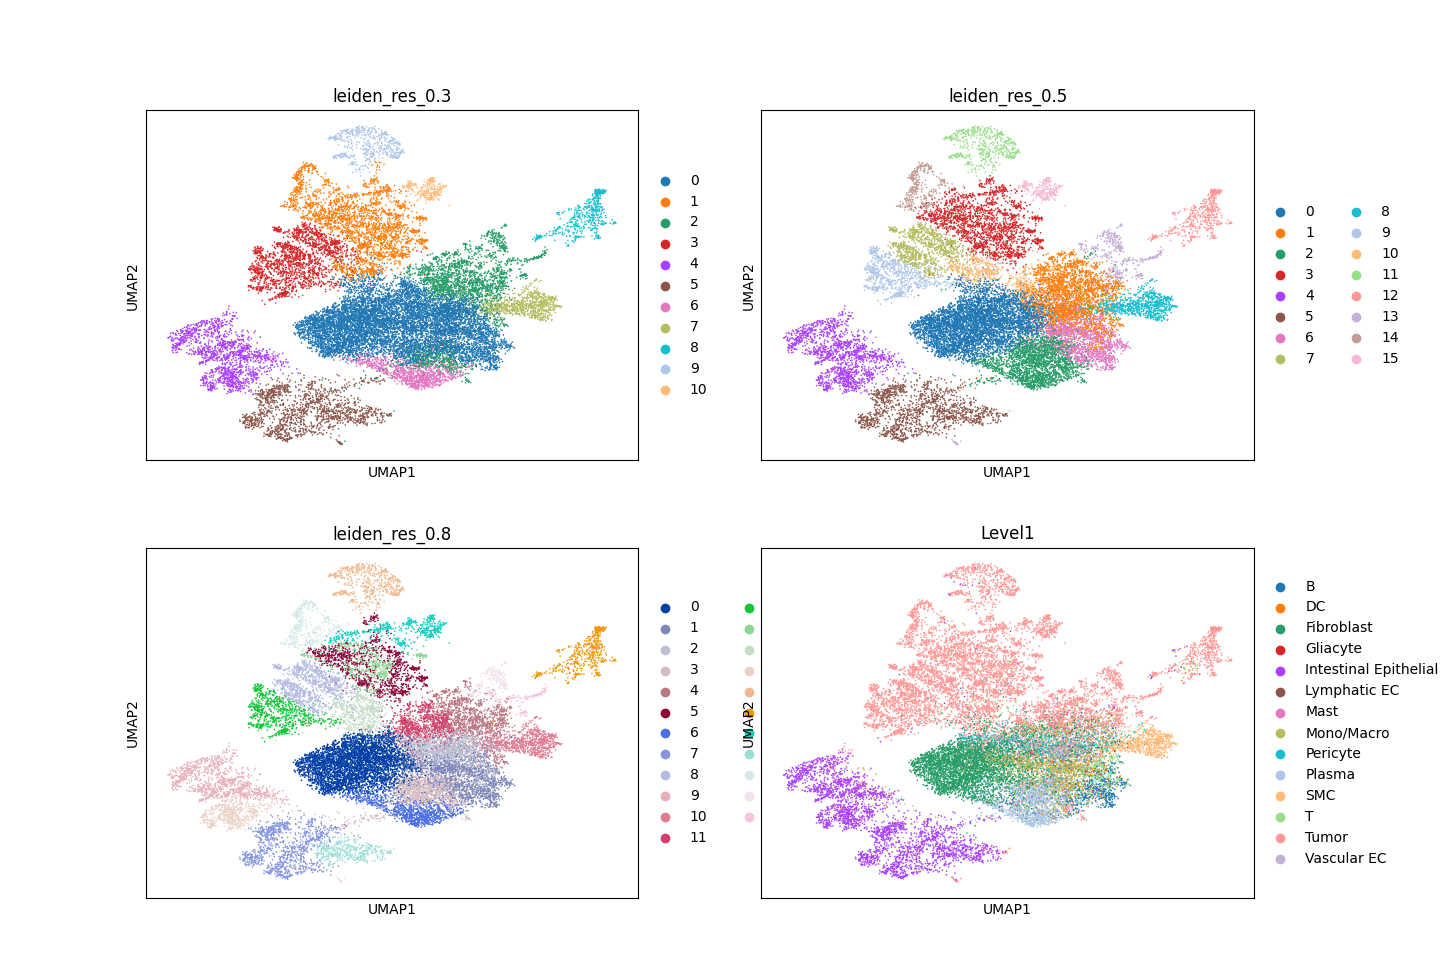 leiden_res_0.3
UMAP2
UMAP1
0
1
2
3
4
5
6
7
8
9
10
leiden_res_0.5
UMAP2
UMAP1
0 8
1 9
2 10
3 11
4 12
5 13
6 14
7 15
leiden_res_0.8
UMAP2
UMAP1
0
1
2
3
4
5
6
7
8
9
10
11
Level1
UMAP2
UMAP1
B
DC
Fibroblast
Gliacyte
Intestinal Epithelial
Lymphatic EC
Mast
Mono/Macro
Pericyte
Plasma
SMC
T
Tumor
Vascular EC